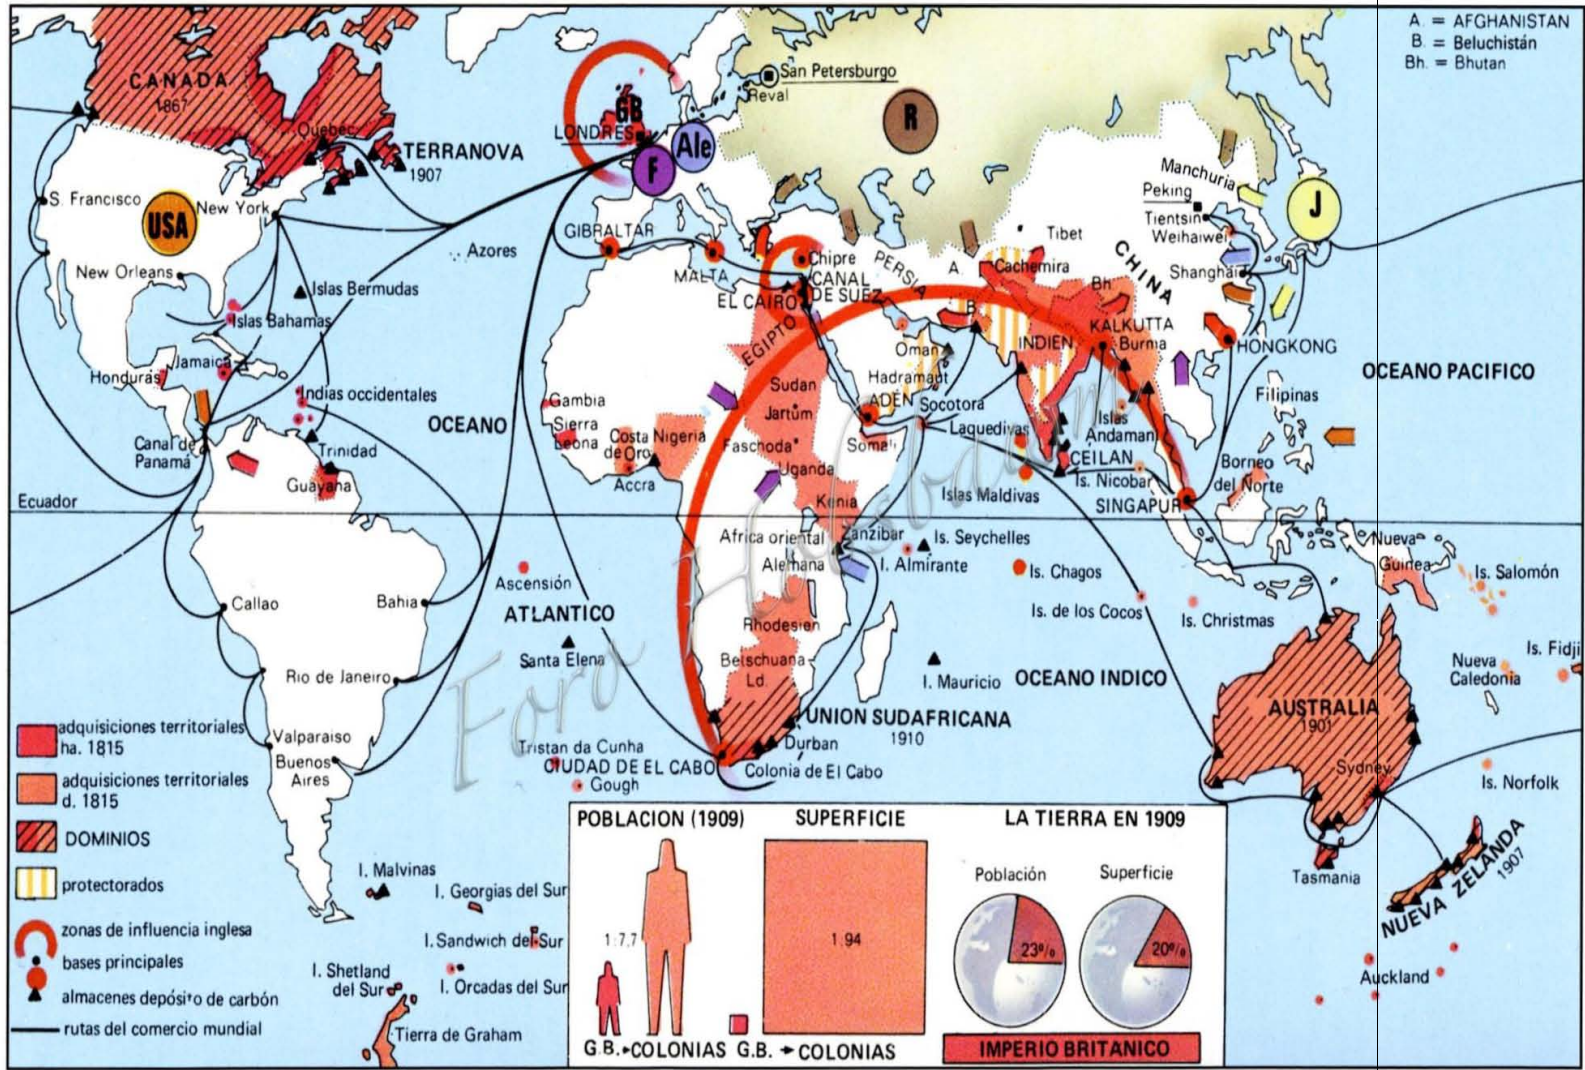 A. = AFGHANISTAN
B. = Beluchistán
Bh. = Bhutan
CANADA
1867
Quebec
TERRANOVA
1907
S. Francisco
USA
New York
New Orleans
Azores
Islas Bermudas
Islas Bahamas
Jamaica
Honduras
Indias occidentales
Canal de
Panamá
Trinidad
Guayana
Ecuador
OCEANO
ATLANTICO
Callao
Bahia
Rio de Janeiro
Valparaiso
Buenos
Aires
GB
LONDRES
F
Ale
San Petersburgo
Reval
R
GIBRALTAR
MALTA
Chipre
CANAL
DE SUEZ
EL CAIRO
EGIPTO
PERSIA
A.
B.
Cachemira
Tibet
Bh.
CHINA
Manchuria
Peking
Tientsin
Weihaiwei
Shanghai
J
KALKUTTA
Burma
INDIEN
HONGKONG
OCEANO PACIFICO
Filipinas
Oman
Hadramaut
ADEN
Socotora
Laquedivas
Islas
Andaman
CEILAN
Is. Nicobar
Islas Maldivas
SINGAPUR
Borneo
del Norte
Gambia
Sierra
Leona
Costa
de Oro
Nigeria
Accra
Sudan
Jartum
Faschoda
Uganda
Somali
Kenia
Africa oriental
Alemana
Zanzibar
Is. Seychelles
I. Almirante
Is. Chagos
Is. de los Cocos
Is. Christmas
Nueva
Guinea
Is. Salomón
Is. Fidji
Nueva
Caledonia
Ascensión
Santa Elena
Rhodesien
Betschuana-
Ld.
I. Mauricio
OCEANO INDICO
UNION SUDAFRICANA
1910
Durban
Colonia de El Cabo
CIUDAD DE EL CABO
Tristan da Cunha
Gough
AUSTRALIA
1901
Sydney
Is. Norfolk
Tasmania
NUEVA ZELANDA
1907
Auckland
adquisiciones territoriales
ha. 1815
adquisiciones territoriales
d. 1815
DOMINIOS
protectorados
zonas de influencia inglesa
bases principales
almacenes depósito de carbón
rutas del comercio mundial
I. Malvinas
I. Georgias del Sur
I. Sandwich del Sur
I. Orcadas del Sur
I. Shetland
del Sur
Tierra de Graham
POBLACION (1909)
SUPERFICIE
LA TIERRA EN 1909
1:7,7
1:94
Población
Superficie
23%
20%
G.B. COLONIAS
G.B. COLONIAS
IMPERIO BRITANICO